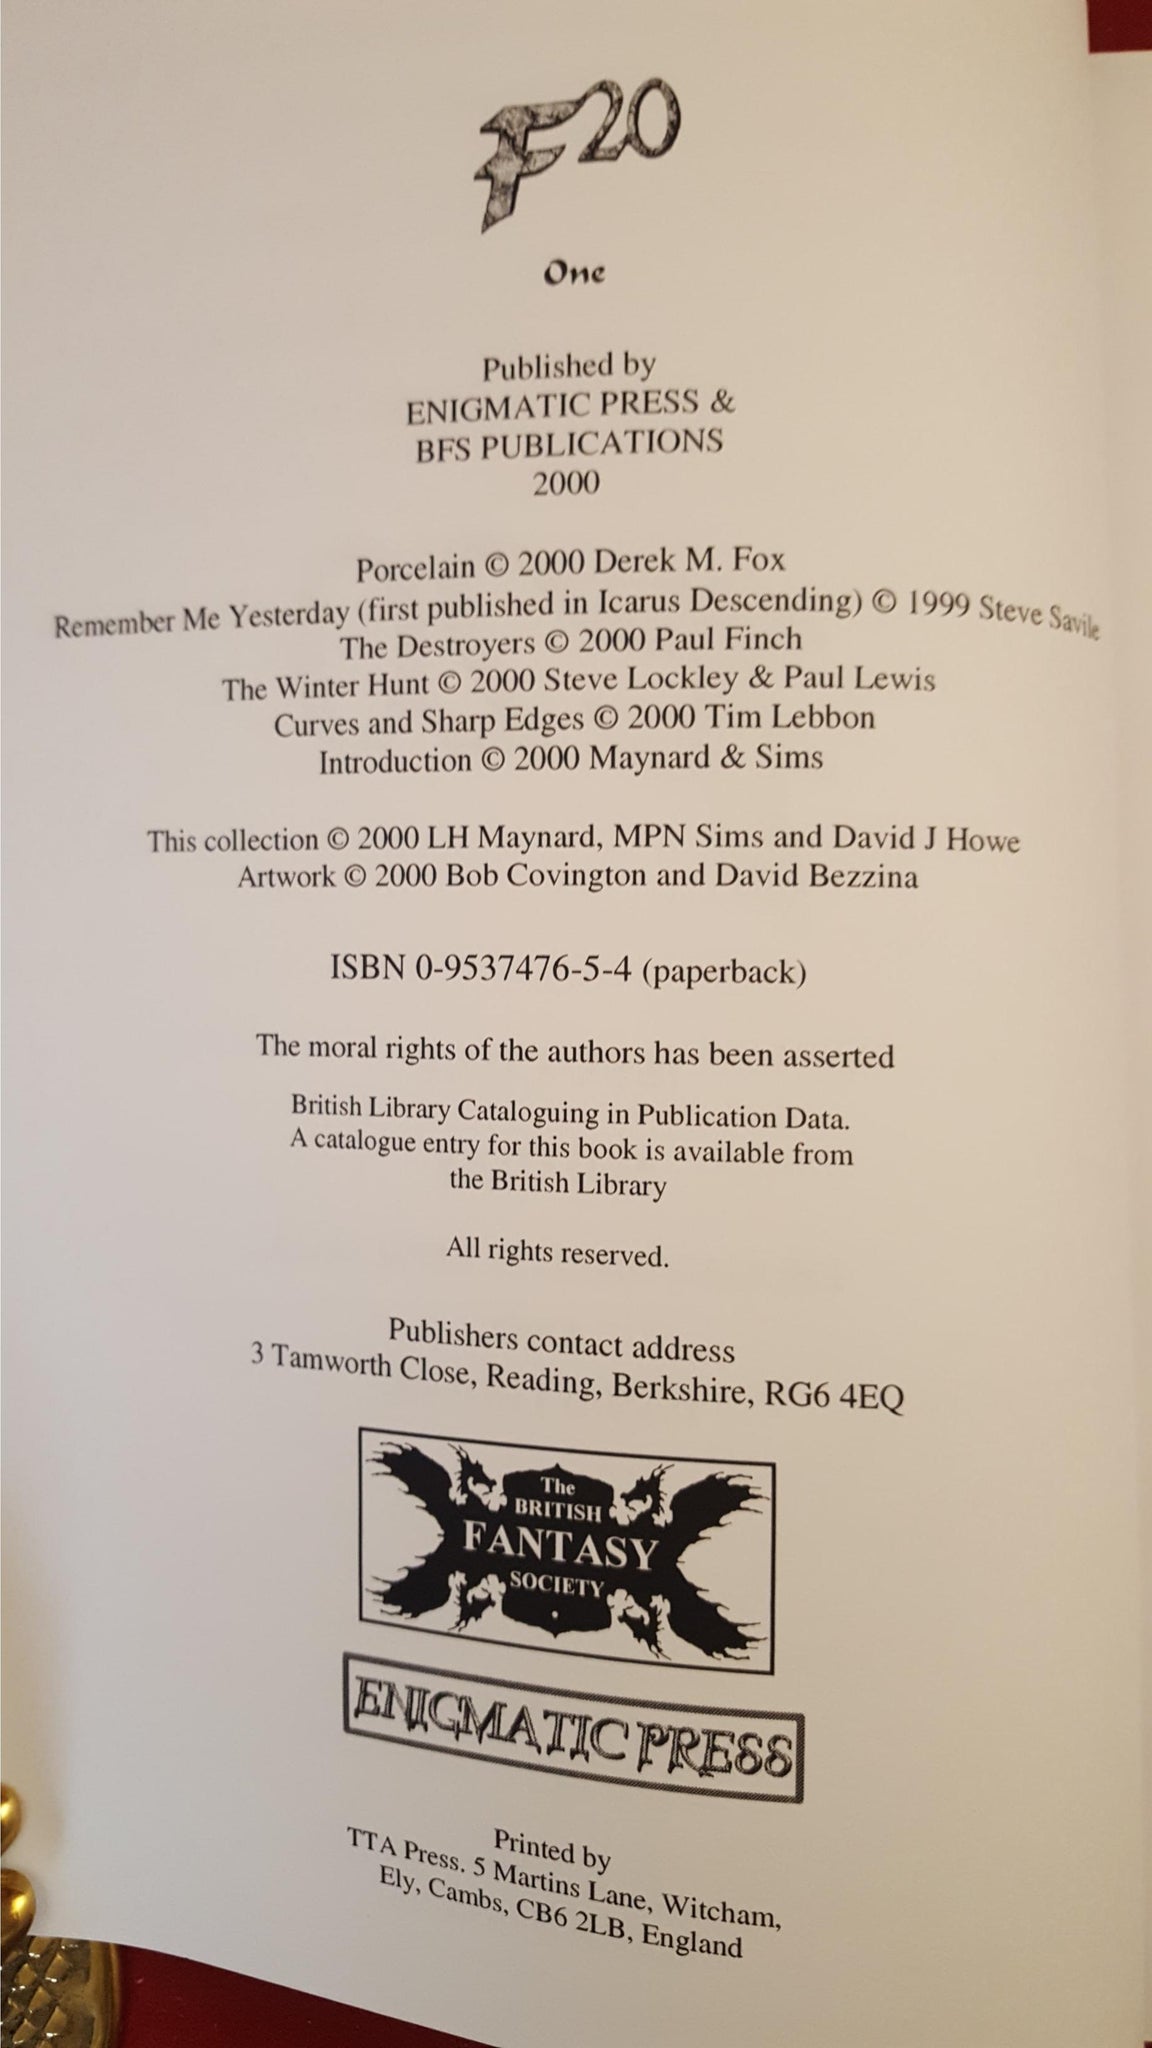 F20
One
Published by
ENIGMATIC PRESS &
BFS PUBLICATIONS
2000
Porcelain © 2000 Derek M. Fox
Remember Me Yesterday (first published in Icarus Descending) © 1999 Steve Savile
The Destroyers © 2000 Paul Finch
The Winter Hunt © 2000 Steve Lockley & Paul Lewis
Curves and Sharp Edges © 2000 Tim Lebbon
Introduction © 2000 Maynard & Sims
This collection © 2000 LH Maynard, MPN Sims and David J Howe
Artwork © 2000 Bob Covington and David Bezzina
ISBN 0-9537476-5-4 (paperback)
The moral rights of the authors has been asserted
British Library Cataloguing in Publication Data.
A catalogue entry for this book is available from
the British Library
All rights reserved.
Publishers contact address
3 Tamworth Close, Reading, Berkshire, RG6 4EQ
The
BRITISH
FANTASY
SOCIETY
ENIGMATIC PRESS
Printed by
TTA Press. 5 Martins Lane, Witcham,
Ely, Cambs, CB6 2LB, England